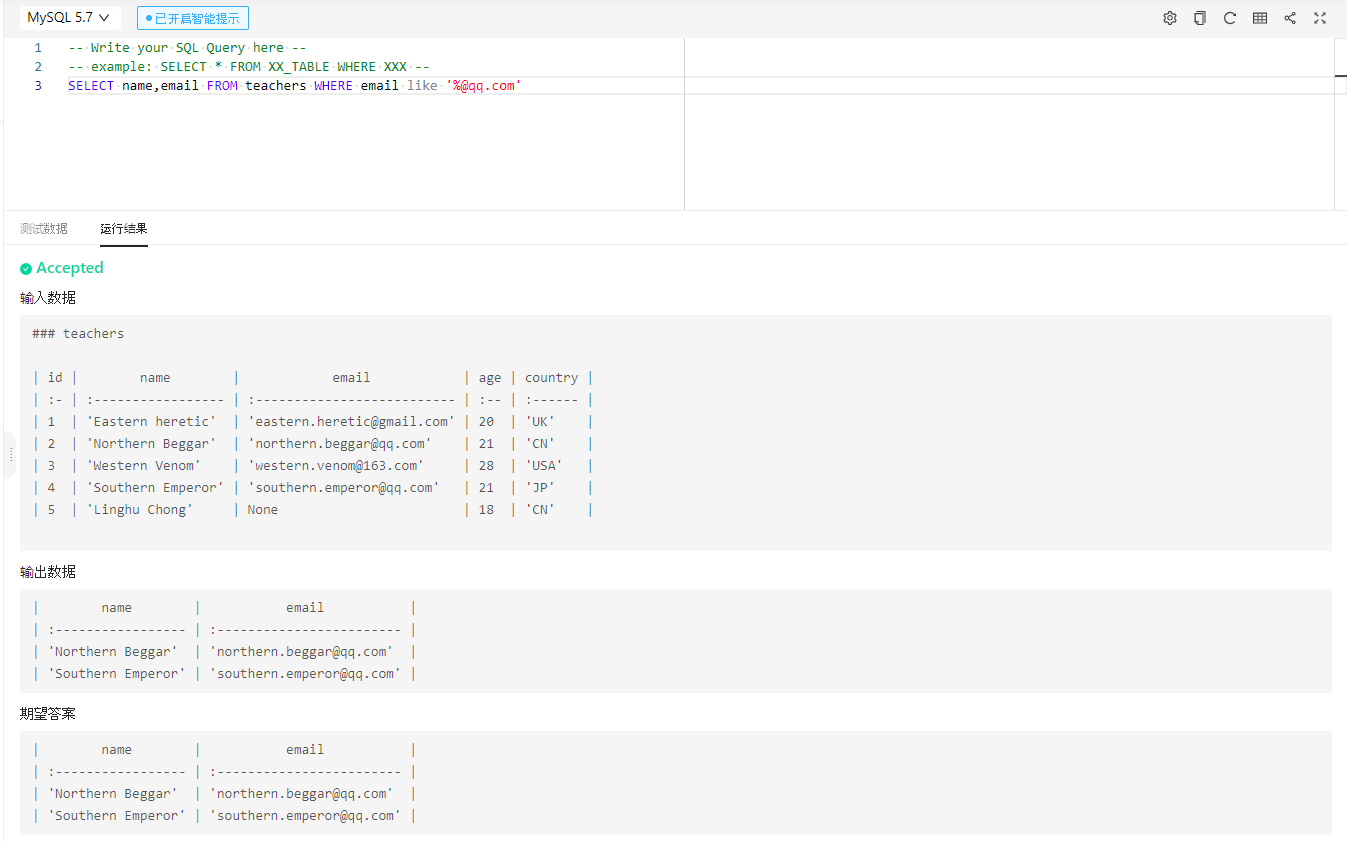 MySQL 5.7
已开启智能提示
1 -- Write your SQL Query here --
2 -- example: SELECT * FROM XX_TABLE WHERE XXX --
3 SELECT name,email FROM teachers WHERE email like '%@qq.com'
测试数据 运行结果
Accepted
输入数据
### teachers
| id | name | email | age | country |
| :- | :----------------- | :-------------------------- | :-- | :------ |
| 1 | 'Eastern heretic' | 'eastern.heretic@gmail.com' | 20 | 'UK' |
| 2 | 'Northern Beggar' | 'northern.beggar@qq.com' | 21 | 'CN' |
| 3 | 'Western Venom' | 'western.venom@163.com' | 28 | 'USA' |
| 4 | 'Southern Emperor' | 'southern.emperor@qq.com' | 21 | 'JP' |
| 5 | 'Linghu Chong' | None | 18 | 'CN' |
输出数据
| name | email |
| :----------------- | :------------------------ |
| 'Northern Beggar' | 'northern.beggar@qq.com' |
| 'Southern Emperor' | 'southern.emperor@qq.com' |
期望答案
| name | email |
| :----------------- | :------------------------ |
| 'Northern Beggar' | 'northern.beggar@qq.com' |
| 'Southern Emperor' | 'southern.emperor@qq.com' |